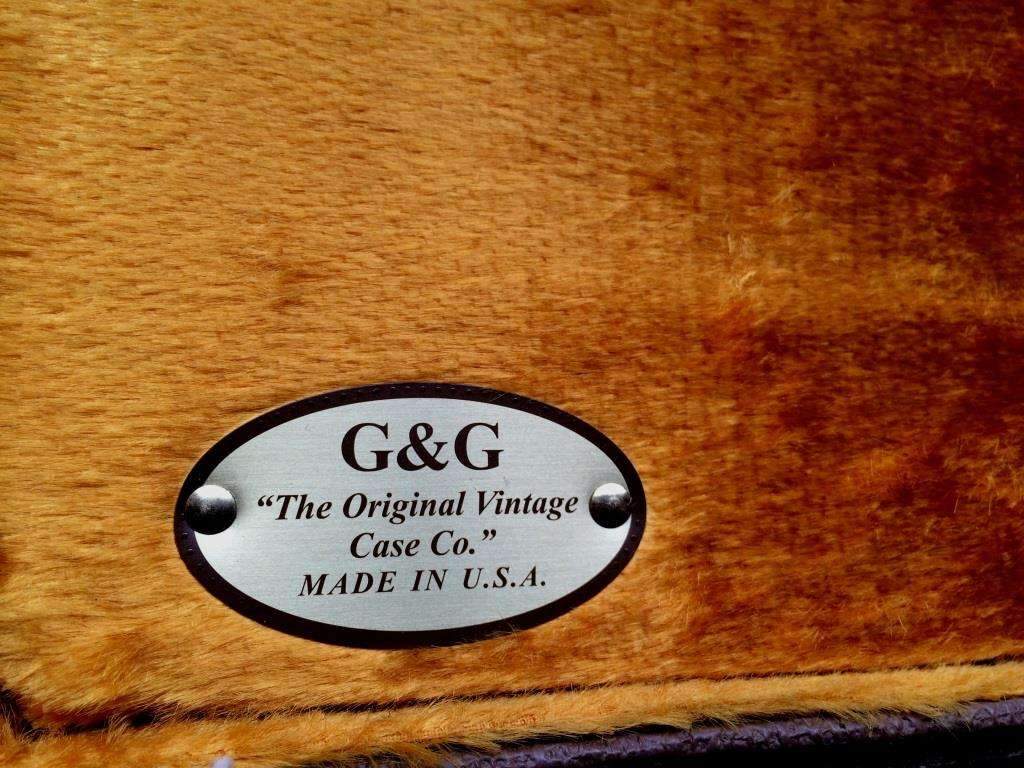 G&G
“The Original Vintage
Case Co.”
MADE IN U.S.A.